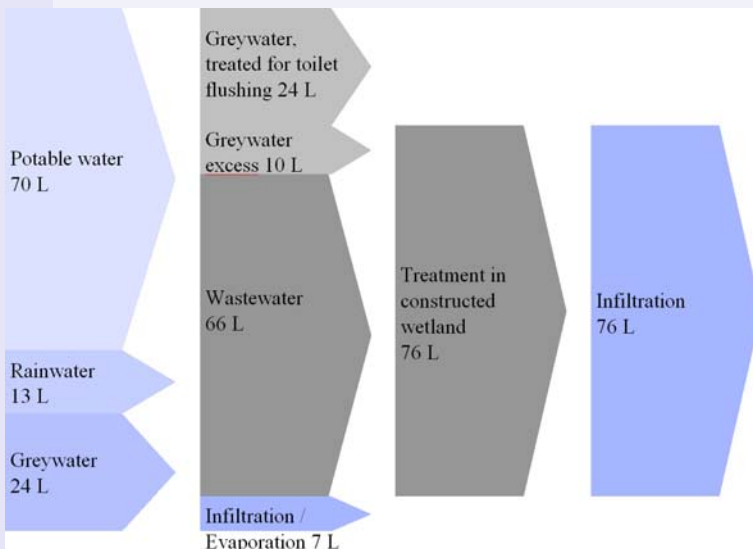 Potable water
70 L
Rainwater
13 L
Greywater
24 L
Greywater,
treated for toilet
flushing 24 L
Greywater
excess 10 L
Wastewater
66 L
Infiltration /
Evaporation 7 L
Treatment in
constructed
wetland
76 L
Infiltration
76 L